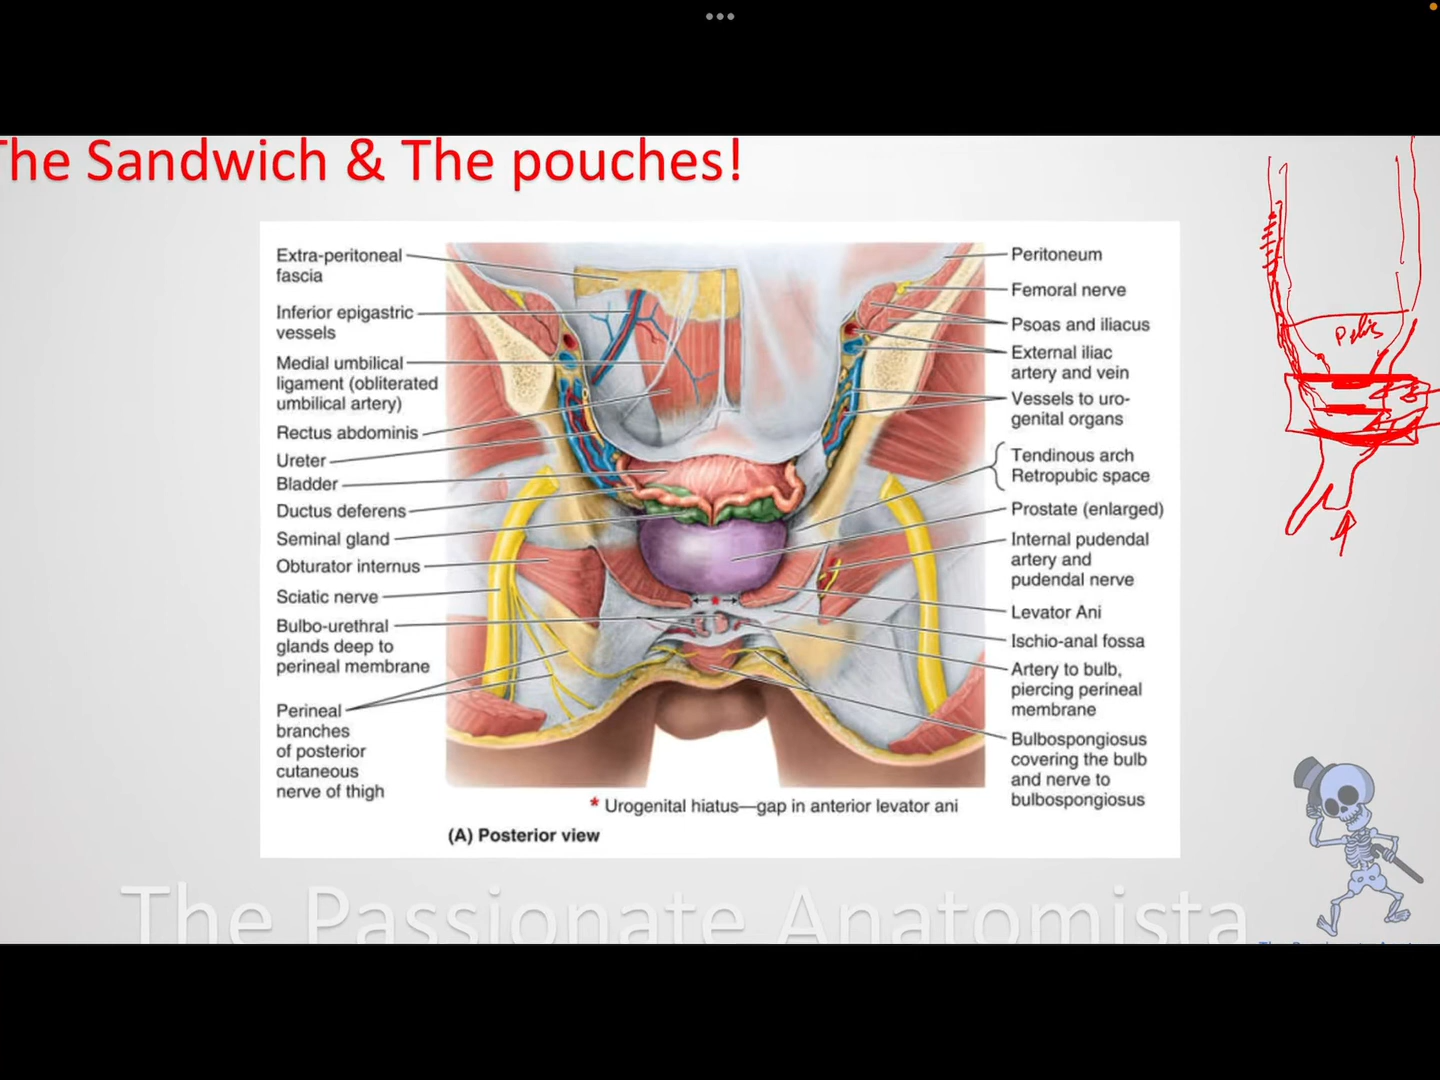 The Sandwich & The pouches!
Extra-peritoneal
fascia
Inferior epigastric
vessels
Medial umbilical
ligament (obliterated
umbilical artery)
Rectus abdominis
Ureter
Bladder
Ductus deferens
Seminal gland
Obturator internus
Sciatic nerve
Bulbo-urethral
glands deep to
perineal membrane
Perineal
branches
of posterior
cutaneous
nerve of thigh
Peritoneum
Femoral nerve
Psoas and iliacus
External iliac
artery and vein
Vessels to uro-
genital organs
Tendinous arch
Retropubic space
Prostate (enlarged)
Internal pudendal
artery and
pudendal nerve
Levator Ani
Ischio-anal fossa
Artery to bulb,
piercing perineal
membrane
Bulbospongiosus
covering the bulb
and nerve to
bulbospongiosus
* Urogenital hiatus—gap in anterior levator ani
(A) Posterior view
The Passionate Anatomista